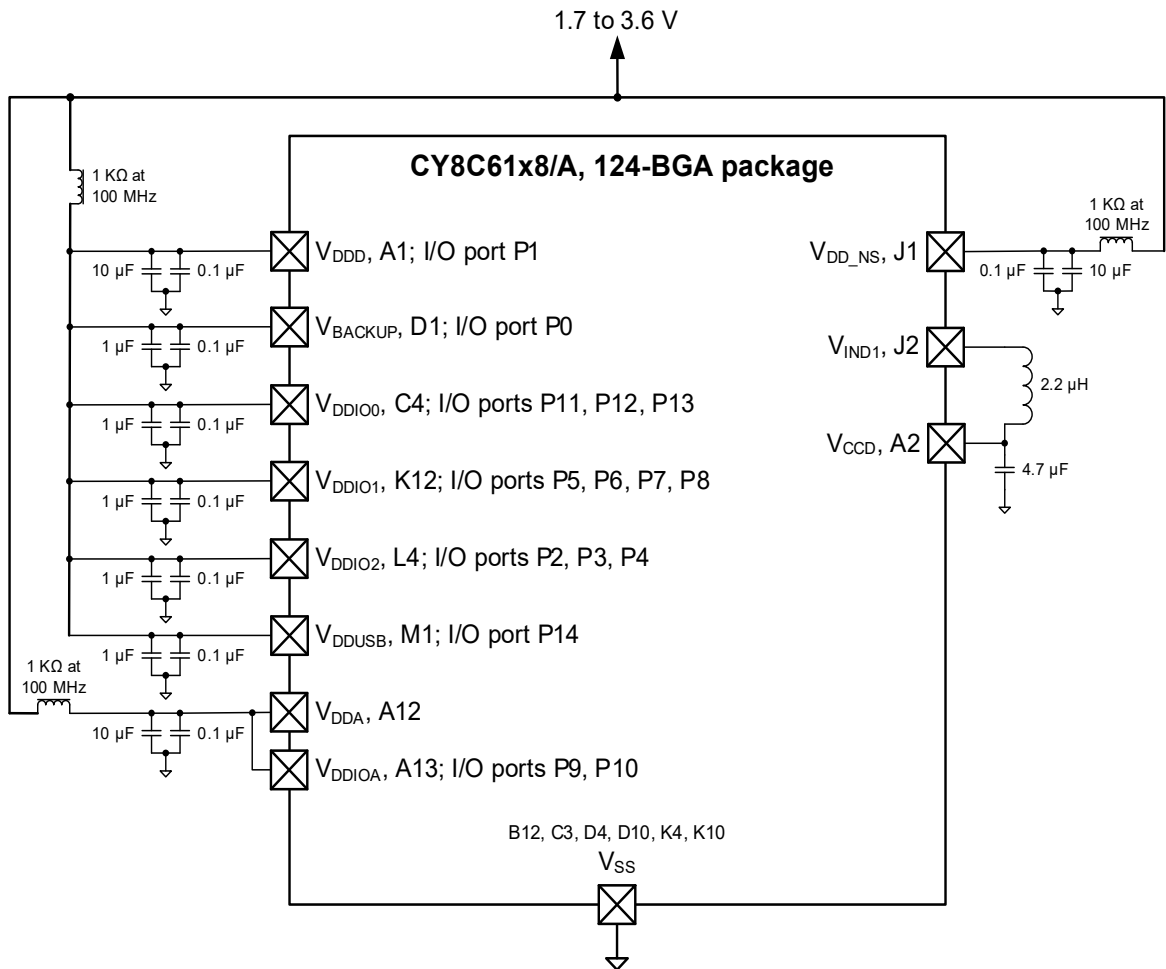 1.7 to 3.6 V
CY8C61x8/A, 124-BGA package
1 KΩ at
100 MHz
1 KΩ at
100 MHz
10 µF
0.1 µF
VDDD, A1; I/O port P1
VDD_NS, J1
0.1 µF
10 µF
1 µF
0.1 µF
VBACKUP, D1; I/O port P0
VIND1, J2
2.2 µH
1 µF
0.1 µF
VDDIO0, C4; I/O ports P11, P12, P13
VCCD, A2
4.7 µF
1 µF
0.1 µF
VDDIO1, K12; I/O ports P5, P6, P7, P8
1 µF
0.1 µF
VDDIO2, L4; I/O ports P2, P3, P4
1 µF
0.1 µF
VDDUSB, M1; I/O port P14
1 KΩ at
100 MHz
10 µF
0.1 µF
VDDA, A12
VDDIOA, A13; I/O ports P9, P10
B12, C3, D4, D10, K4, K10
VSS